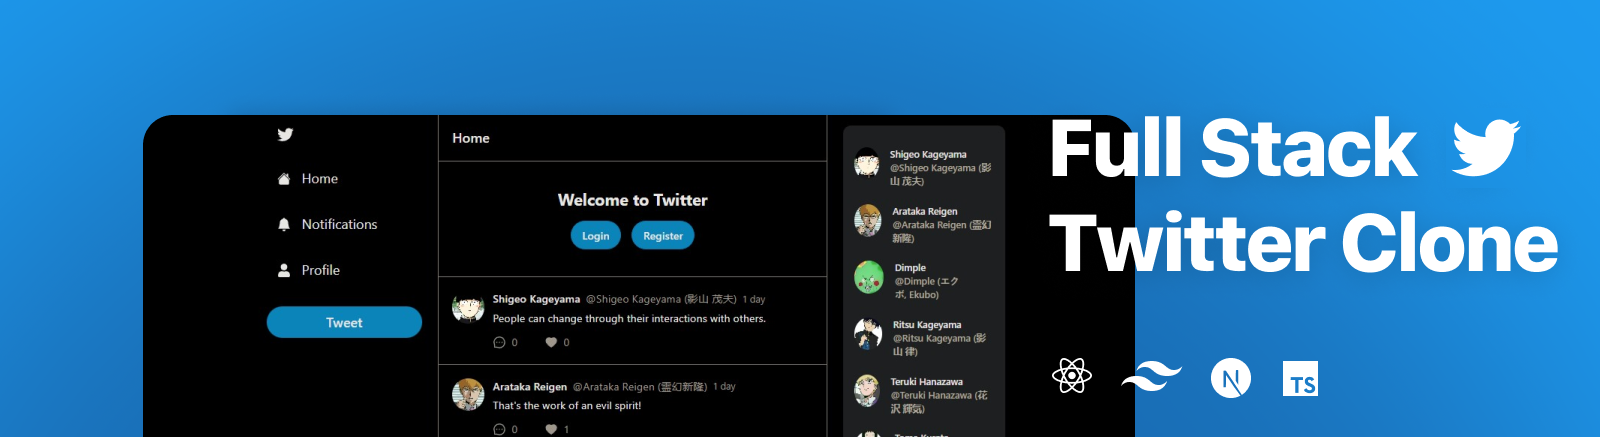 Home
Notifications
Profile
Tweet
Home
Welcome to Twitter
Login Register
Shigeo Kageyama @Shigeo Kageyama (影山 茂夫) 1 day
People can change through their interactions with others.
0 0
Arataka Reigen @Arataka Reigen (霊幻新隆) 1 day
That's the work of an evil spirit!
0 1
Shigeo Kageyama
@Shigeo Kageyama (影
山 茂夫)
Arataka Reigen
@Arataka Reigen (霊幻
新隆)
Dimple
@Dimple (エク
ボ, Ekubo)
Ritsu Kageyama
@Ritsu Kageyama (影
山 律)
Teruki Hanazawa
@Teruki Hanazawa (花
沢 輝気)
Full Stack
Twitter Clone
N TS